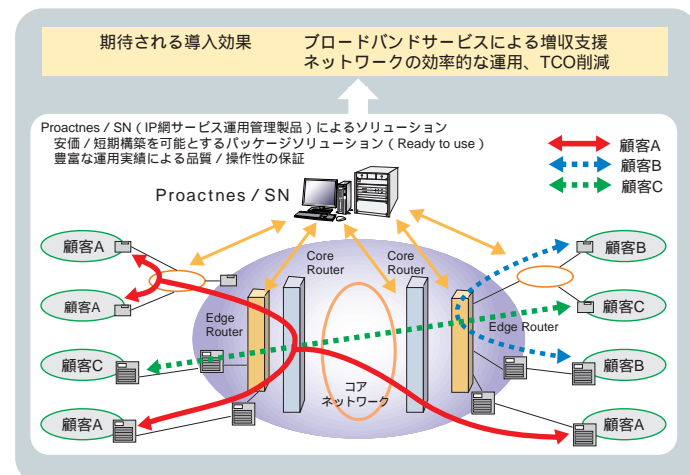 期待される導入効果 ブロードバンドサービスによる増収支援
ネットワークの効率的な運用、TCO削減
Proactnes / SN（IP網サービス運用管理製品）によるソリューション
安価 / 短期構築を可能とするパッケージソリューション（Ready to use）
豊富な運用実績による品質 / 操作性の保証
顧客A
顧客B
顧客C
Proactnes / SN
顧客A
顧客A
顧客C
顧客A
Edge
Router
Core
Router
Core
Router
Edge Router
コア
ネットワーク
顧客B
顧客C
顧客B
顧客A